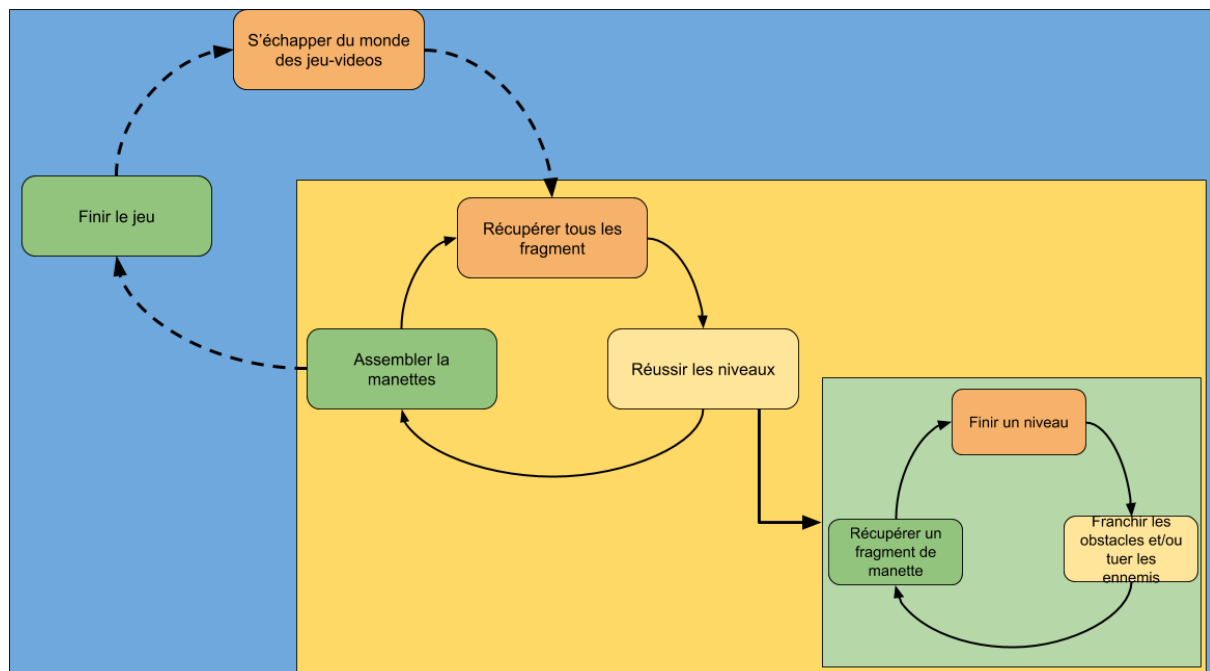 S'échapper du monde
des jeu-videos
Finir le jeu
Récupérer tous les
fragment
Assembler la
manettes
Réussir les niveaux
Finir un niveau
Récupérer un
fragment de
manette
Franchir les
obstacles et/ou
tuer les
ennemis